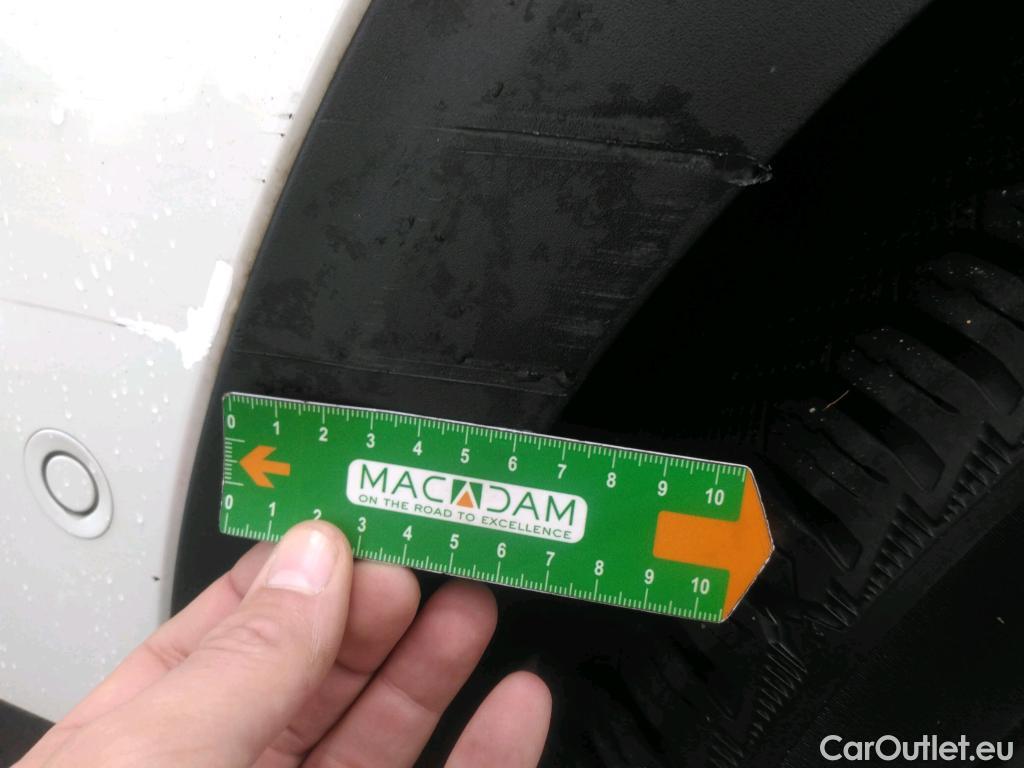 0 1 2 3 4 5 6 7 8 9 10
MACADAM
ON THE ROAD TO EXCELLENCE
0 1 2 3 4 5 6 7 8 9 10
CarOutlet.eu